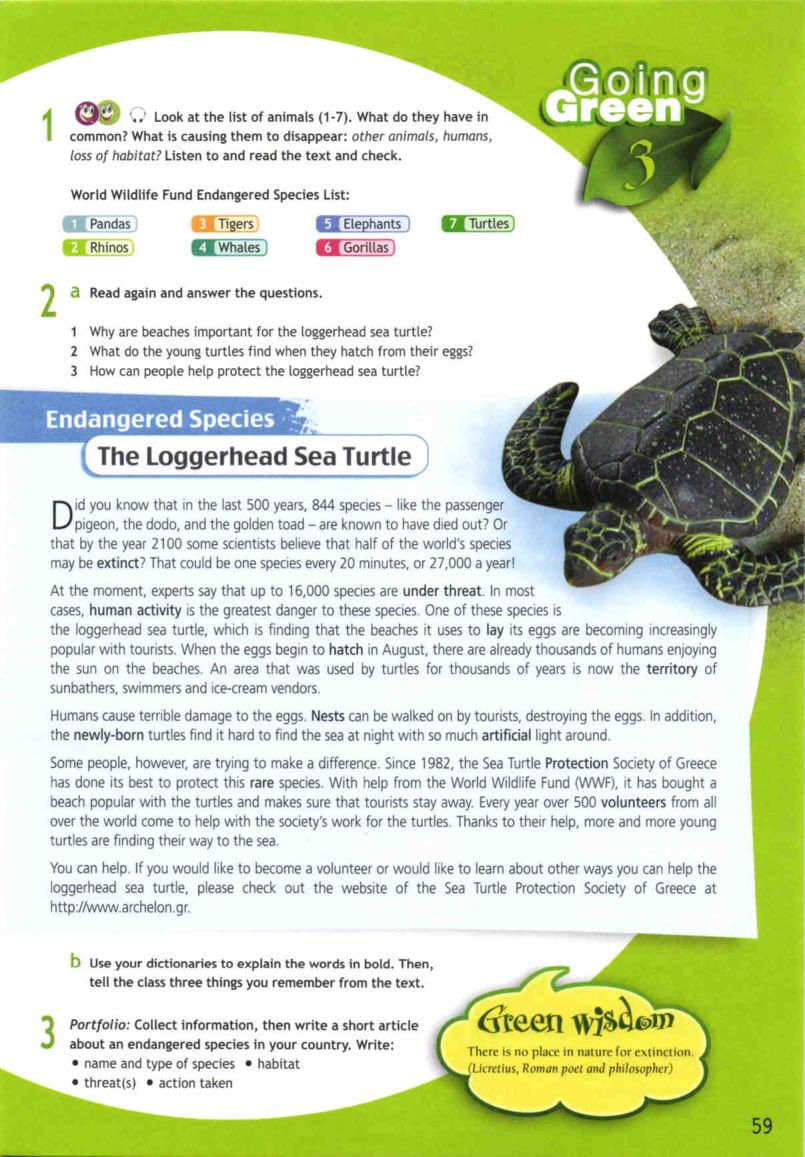 Going
Green
3
1 Look at the list of animals (1-7). What do they have in
common? What is causing them to disappear: other animals, humans,
loss of habitat? Listen to and read the text and check.
World Wildlife Fund Endangered Species List:
1 Pandas 3 Tigers 5 Elephants 7 Turtles
2 Rhinos 4 Whales 6 Gorillas
2 a Read again and answer the questions.
1 Why are beaches important for the loggerhead sea turtle?
2 What do the young turtles find when they hatch from their eggs?
3 How can people help protect the loggerhead sea turtle?
Endangered Species
The Loggerhead Sea Turtle
Did you know that in the last 500 years, 844 species – like the passenger
pigeon, the dodo, and the golden toad – are known to have died out? Or
that by the year 2100 some scientists believe that half of the world's species
may be extinct? That could be one species every 20 minutes, or 27,000 a year!
At the moment, experts say that up to 16,000 species are under threat. In most
cases, human activity is the greatest danger to these species. One of these species is
the loggerhead sea turtle, which is finding that the beaches it uses to lay its eggs are becoming increasingly
popular with tourists. When the eggs begin to hatch in August, there are already thousands of humans enjoying
the sun on the beaches. An area that was used by turtles for thousands of years is now the territory of
sunbathers, swimmers and ice-cream vendors.
Humans cause terrible damage to the eggs. Nests can be walked on by tourists, destroying the eggs. In addition,
the newly-born turtles find it hard to find the sea at night with so much artificial light around.
Some people, however, are trying to make a difference. Since 1982, the Sea Turtle Protection Society of Greece
has done its best to protect this rare species. With help from the World Wildlife Fund (WWF), it has bought a
beach popular with the turtles and makes sure that tourists stay away. Every year over 500 volunteers from all
over the world come to help with the society's work for the turtles. Thanks to their help, more and more young
turtles are finding their way to the sea.
You can help. If you would like to become a volunteer or would like to learn about other ways you can help the
loggerhead sea turtle, please check out the website of the Sea Turtle Protection Society of Greece at
http://www.archelon.gr.
b Use your dictionaries to explain the words in bold. Then,
tell the class three things you remember from the text.
3 Portfolio: Collect information, then write a short article
about an endangered species in your country. Write:
• name and type of species • habitat
• threat(s) • action taken
Green wisdom
There is no place in nature for extinction.
(Licretius, Roman poet and philosopher)
59